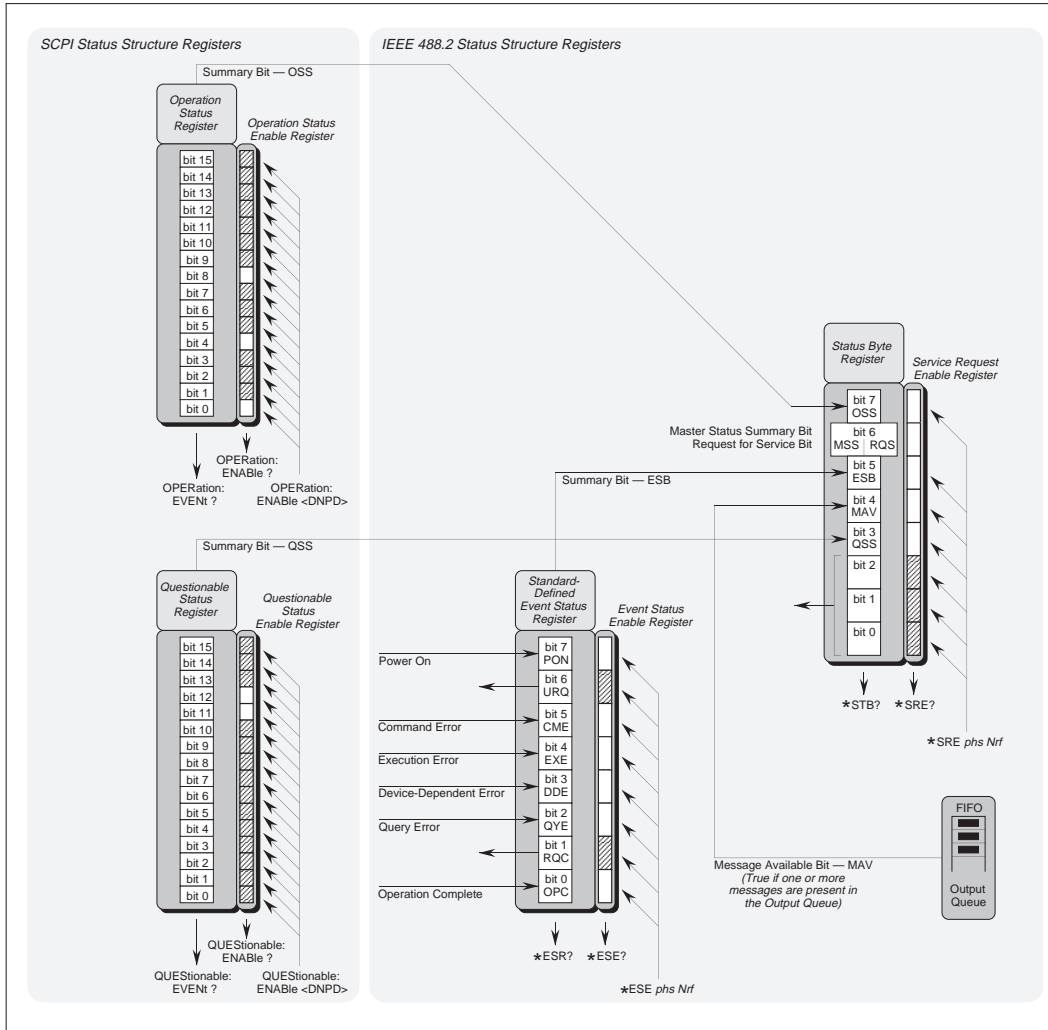 SCPI Status Structure Registers
IEEE 488.2 Status Structure Registers
Summary Bit — OSS
Operation
Status
Register
Operation Status
Enable Register
bit 15
bit 14
bit 13
bit 12
bit 11
bit 10
bit 9
bit 8
bit 7
bit 6
bit 5
bit 4
bit 3
bit 2
bit 1
bit 0
OPERation:
ENABle ?
OPERation:
EVENt ?
OPERation:
ENABle <DNPD>
Summary Bit — QSS
Questionable
Status
Register
Questionable
Status
Enable Register
bit 15
bit 14
bit 13
bit 12
bit 11
bit 10
bit 9
bit 8
bit 7
bit 6
bit 5
bit 4
bit 3
bit 2
bit 1
bit 0
QUEStionable:
ENABle ?
QUEStionable:
EVENt ?
QUEStionable:
ENABle <DNPD>
Summary Bit — ESB
Standard-
Defined
Event Status
Register
Event Status
Enable Register
Power On
bit 7
PON
bit 6
URQ
Command Error
bit 5
CME
Execution Error
bit 4
EXE
Device-Dependent Error
bit 3
DDE
Query Error
bit 2
QYE
bit 1
RQC
Operation Complete
bit 0
OPC
*ESR?
*ESE?
*ESE phs Nrf
Status Byte
Register
Service Request
Enable Register
bit 7
OSS
Master Status Summary Bit
Request for Service Bit
bit 6
MSS RQS
bit 5
ESB
bit 4
MAV
bit 3
QSS
bit 2
bit 1
bit 0
*STB?
*SRE?
*SRE phs Nrf
Message Available Bit — MAV
(True if one or more
messages are present in
the Output Queue)
FIFO
Output
Queue